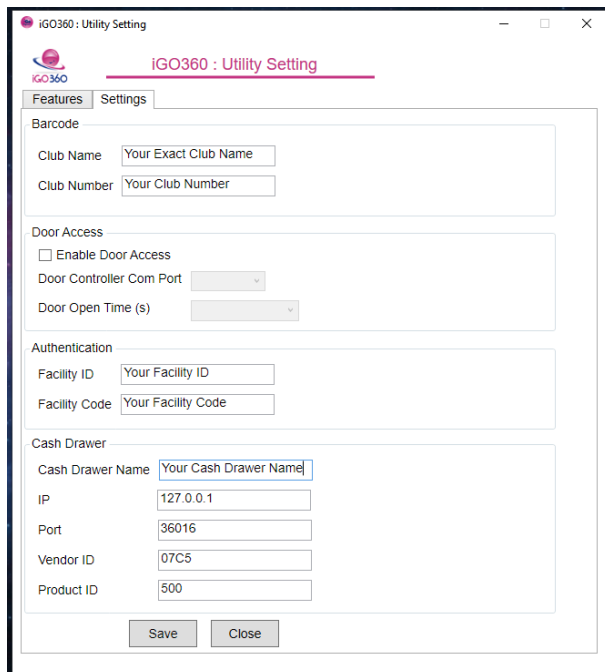 iGO360 : Utility Setting
iGO360
iGO360 : Utility Setting
Features Settings
Barcode
Club Name Your Exact Club Name
Club Number Your Club Number
Door Access
Enable Door Access
Door Controller Com Port
Door Open Time (s)
Authentication
Facility ID Your Facility ID
Facility Code Your Facility Code
Cash Drawer
Cash Drawer Name Your Cash Drawer Name
IP 127.0.0.1
Port 36016
Vendor ID 07C5
Product ID 500
Save Close